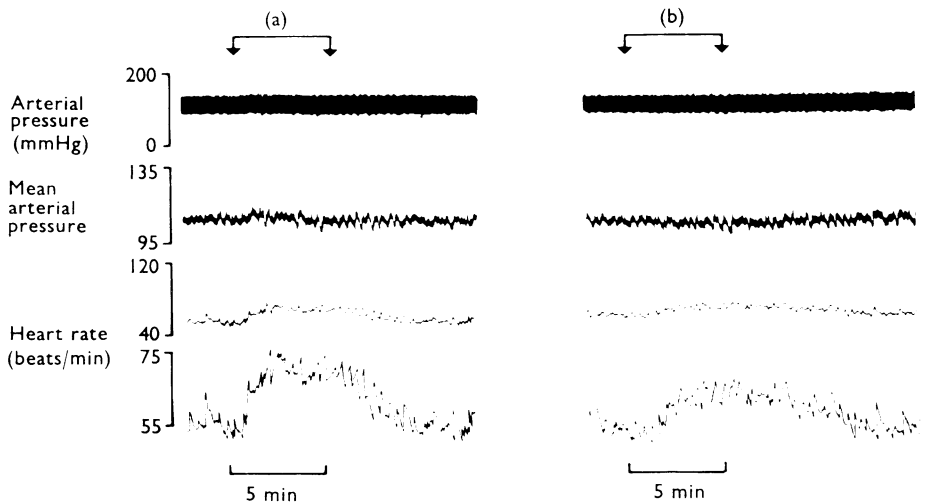 (a)
(b)
200
Arterial
pressure
(mmHg)
0
135
Mean
arterial
pressure
95
120
40
Heart rate
(beats/min)
75
55
5 min
5 min